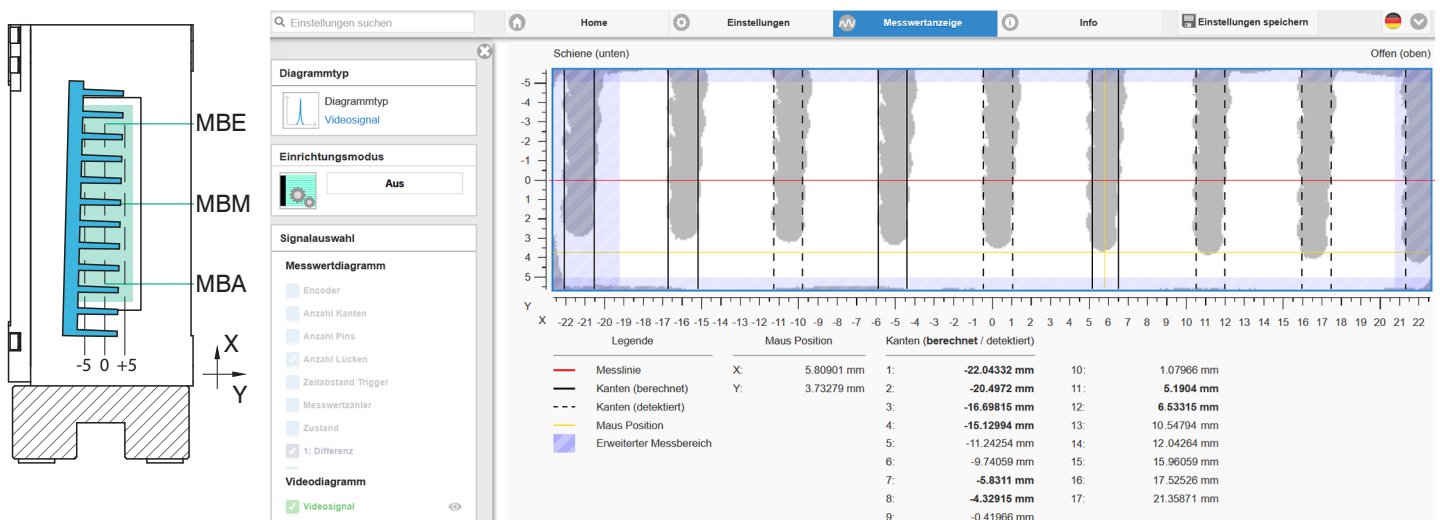 MBE
MBM
MBA
-5 0 +5
X
Y
Einstellungen suchen
Home
Einstellungen
Messwertanzeige
Info
Einstellungen speichern
Diagrammtyp
Diagrammtyp
Videosignal
Einrichtungsmodus
Aus
Signalauswahl
Messwertdiagramm
Encoder
Anzahl Kanten
Anzahl Pins
Anzahl Lücken
Zeitabstand Trigger
Messwertzähler
Zustand
1: Differenz
Videodiagramm
Videosignal
Schiene (unten)
Offen (oben)
-5
-4
-3
-2
-1
0
1
2
3
4
5
Y
X -22 -21 -20 -19 -18 -17 -16 -15 -14 -13 -12 -11 -10 -9 -8 -7 -6 -5 -4 -3 -2 -1 0 1 2 3 4 5 6 7 8 9 10 11 12 13 14 15 16 17 18 19 20 21 22
Legende
Messlinie
Kanten (berechnet)
Kanten (detektiert)
Maus Position
Erweiterter Messbereich
Maus Position
X: 5.80901 mm
Y: 3.73279 mm
Kanten (berechnet / detektiert)
1: -22.04332 mm
2: -20.4972 mm
3: -16.69815 mm
4: -15.12994 mm
5: -11.24254 mm
6: -9.74059 mm
7: -5.8311 mm
8: -4.32915 mm
9: -0.41966 mm
10: 1.07966 mm
11: 5.1904 mm
12: 6.53315 mm
13: 10.54794 mm
14: 12.04264 mm
15: 15.96059 mm
16: 17.52526 mm
17: 21.35871 mm